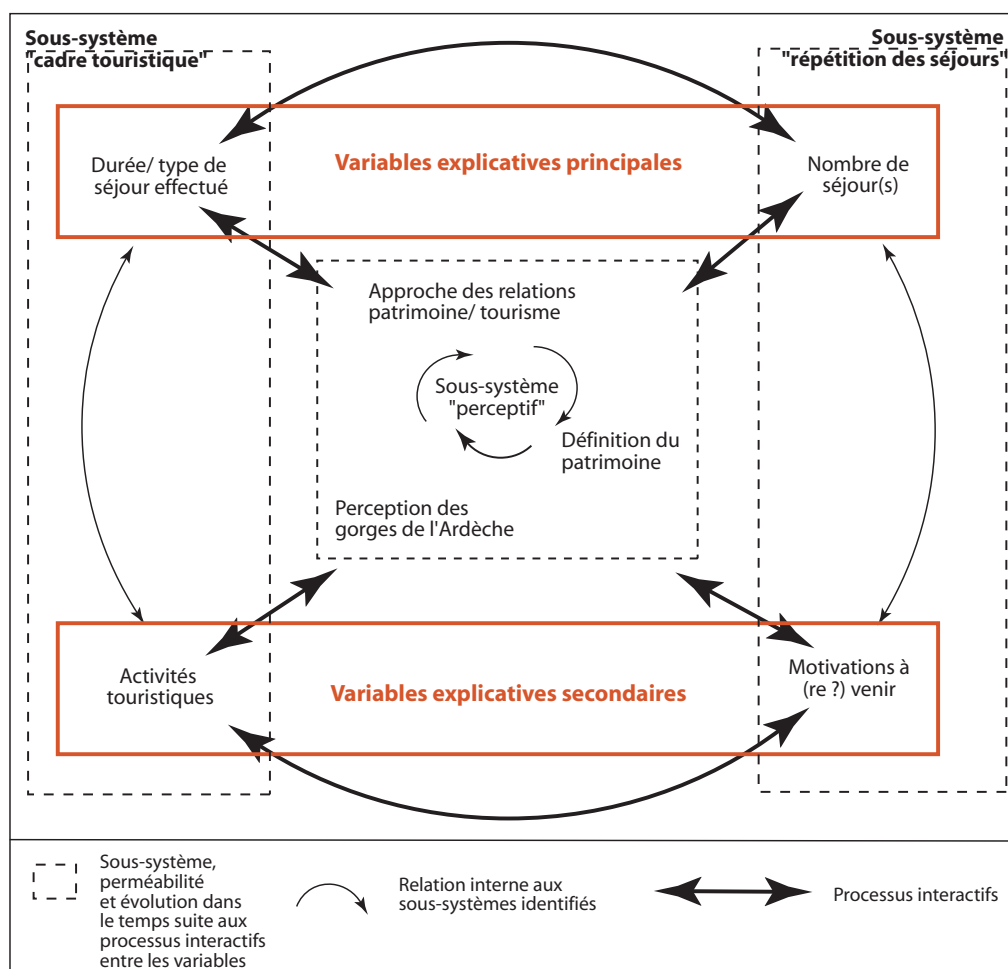 Sous-système
"cadre touristique"
Sous-système
"répétition des séjours"
Durée/ type de
séjour effectué
Variables explicatives principales
Nombre de
séjour(s)
Approche des relations
patrimoine/ tourisme
Sous-système
"perceptif"
Définition du
patrimoine
Perception des
gorges de l'Ardèche
Activités
touristiques
Variables explicatives secondaires
Motivations à
(re ?) venir
Sous-système,
perméabilité
et évolution dans
le temps suite aux
processus interactifs
entre les variables
Relation interne aux
sous-systèmes identifiés
Processus interactifs